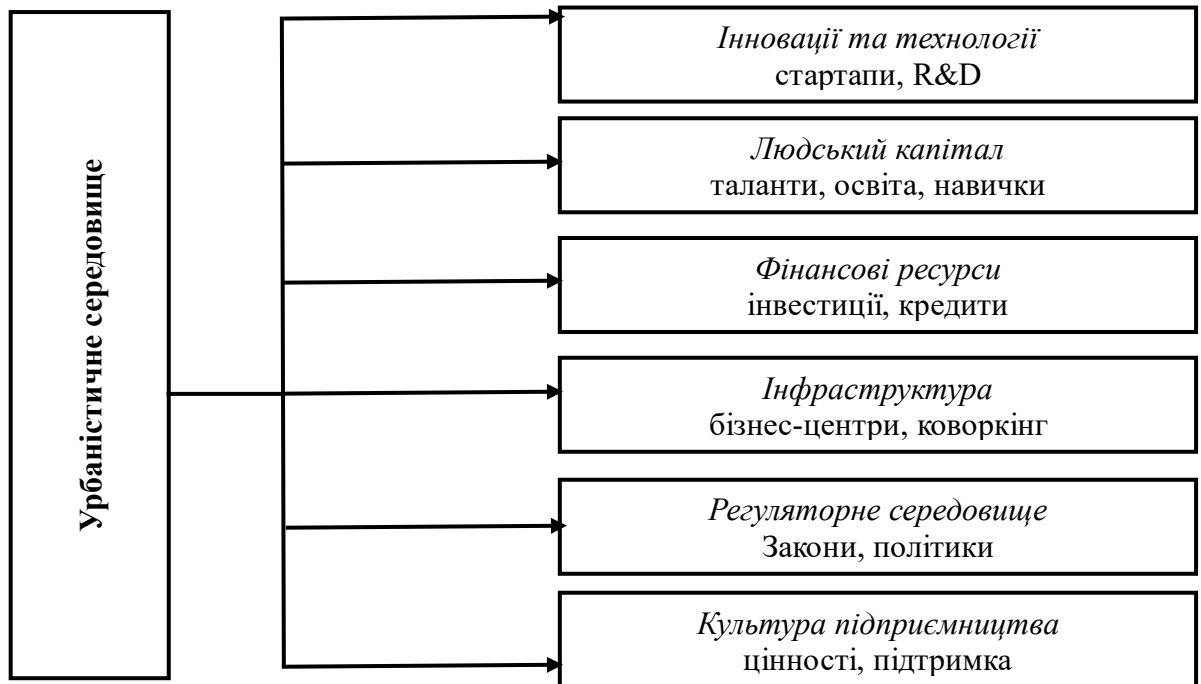 Урбаністичне середовище
Інновації та технології
стартапи, R&D
Людський капітал
таланти, освіта, навички
Фінансові ресурси
інвестиції, кредити
Інфраструктура
бізнес-центри, коворкінг
Регуляторне середовище
Закони, політики
Культура підприємництва
цінності, підтримка